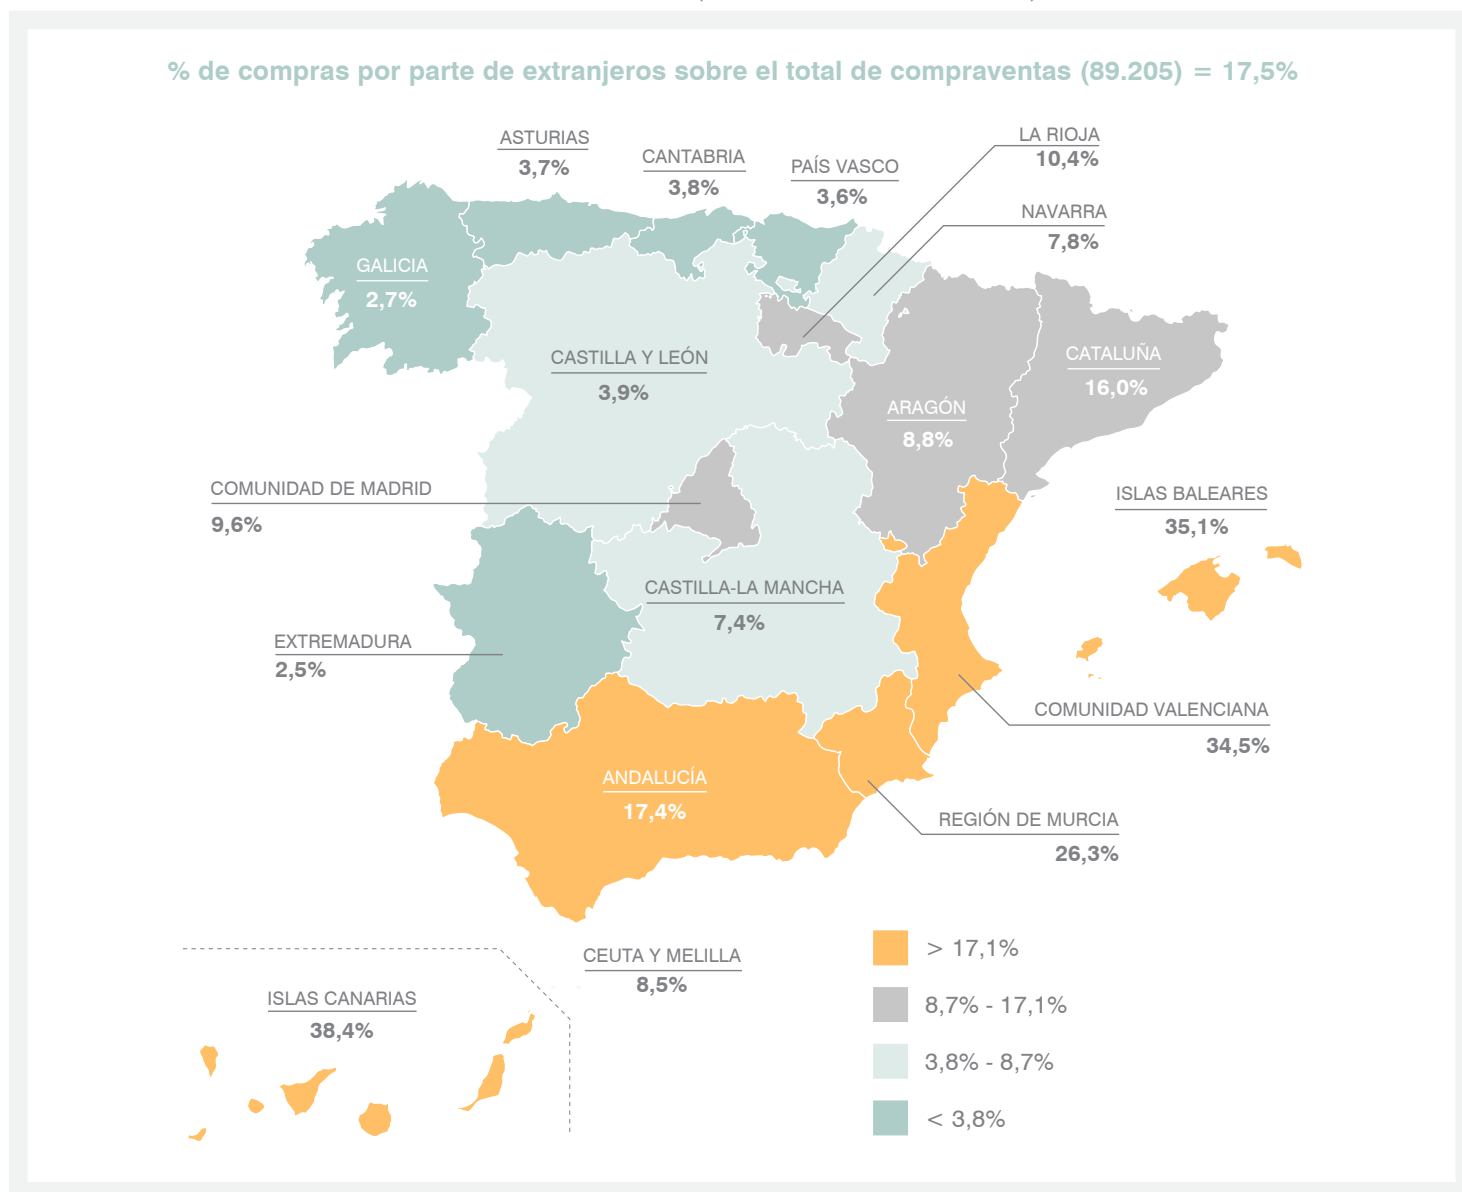 % de compras por parte de extranjeros sobre el total de compraventas (89.205) = 17,5%
ASTURIAS
3,7%
CANTABRIA
3,8%
PAÍS VASCO
3,6%
LA RIOJA
10,4%
NAVARRA
7,8%
GALICIA
2,7%
CASTILLA Y LEÓN
3,9%
CATALUÑA
16,0%
ARAGÓN
8,8%
COMUNIDAD DE MADRID
9,6%
ISLAS BALEARES
35,1%
CASTILLA-LA MANCHA
7,4%
EXTREMADURA
2,5%
COMUNIDAD VALENCIANA
34,5%
ANDALUCÍA
17,4%
REGIÓN DE MURCIA
26,3%
CEUTA Y MELILLA
8,5%
ISLAS CANARIAS
38,4%
> 17,1%
8,7% - 17,1%
3,8% - 8,7%
< 3,8%